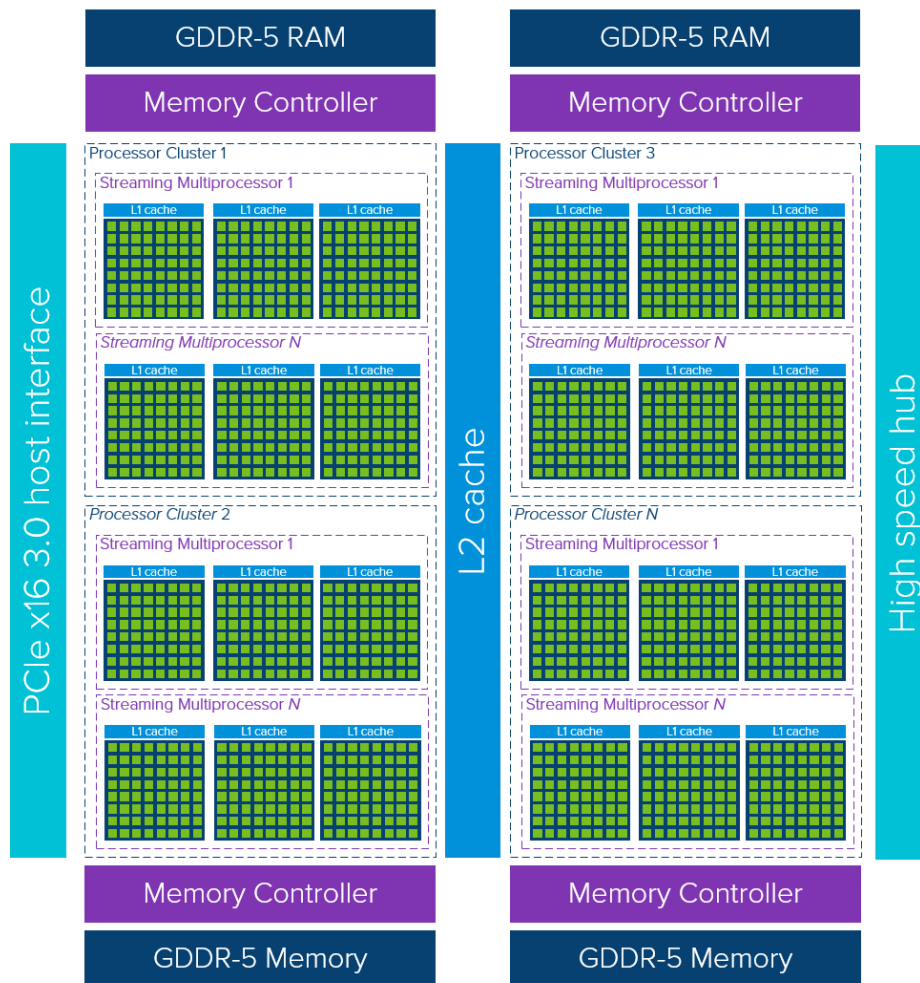 GDDR-5 RAM
GDDR-5 RAM
Memory Controller
Memory Controller
PCIe x16 3.0 host interface
Processor Cluster 1
Streaming Multiprocessor 1
L1 cache
L1 cache
L1 cache
Streaming Multiprocessor N
L1 cache
L1 cache
L1 cache
Processor Cluster 2
Streaming Multiprocessor 1
L1 cache
L1 cache
L1 cache
Streaming Multiprocessor N
L1 cache
L1 cache
L1 cache
L2 cache
Processor Cluster 3
Streaming Multiprocessor 1
L1 cache
L1 cache
L1 cache
Streaming Multiprocessor N
L1 cache
L1 cache
L1 cache
Processor Cluster N
Streaming Multiprocessor 1
L1 cache
L1 cache
L1 cache
Streaming Multiprocessor N
L1 cache
L1 cache
L1 cache
High speed hub
Memory Controller
Memory Controller
GDDR-5 Memory
GDDR-5 Memory